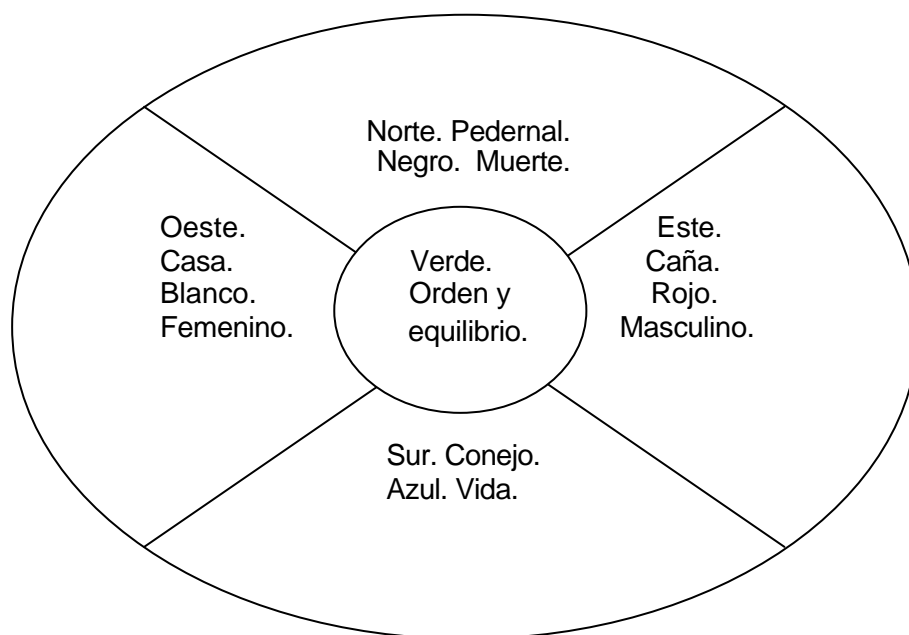 Norte. Pedernal.
Negro. Muerte.
Oeste.
Casa.
Blanco.
Femenino.
Verde.
Orden y
equilibrio.
Este.
Caña.
Rojo.
Masculino.
Sur. Conejo.
Azul. Vida.